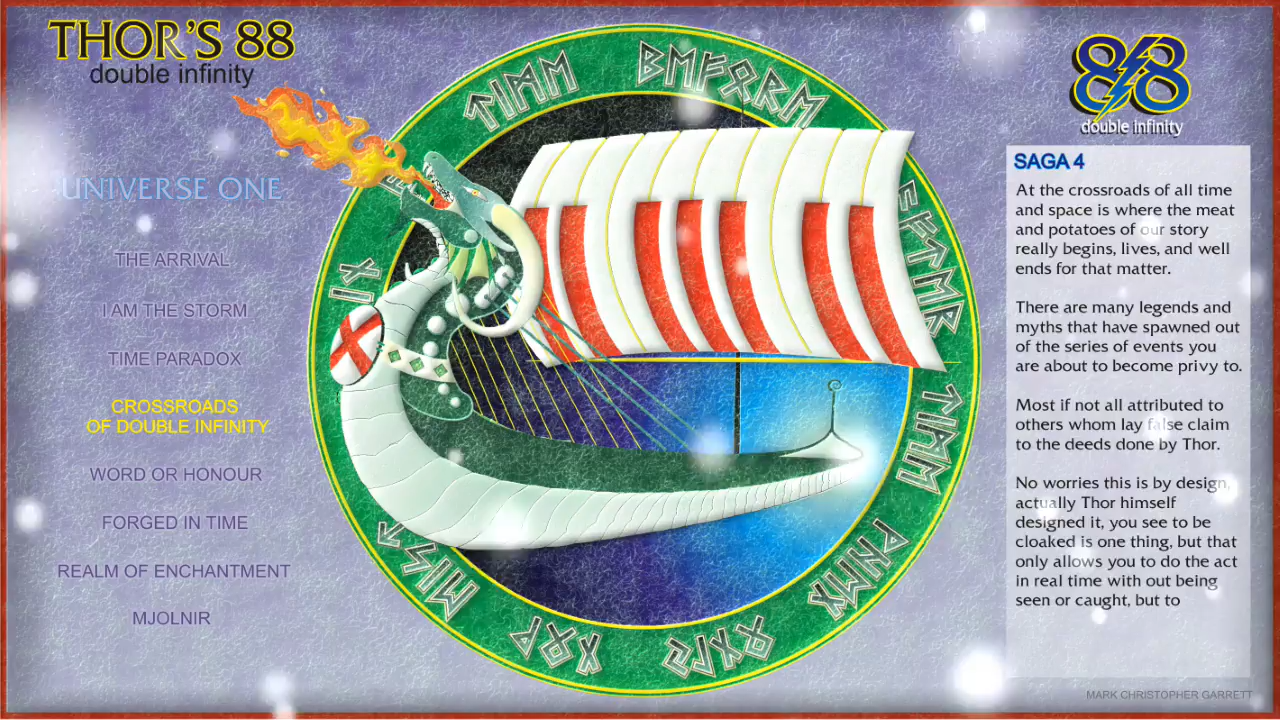 THOR'S 88
double infinity
UNIVERSE ONE
THE ARRIVAL
I AM THE STORM
TIME PARADOX
CROSSROADS
OF DOUBLE INFINITY
WORD OR HONOUR
FORGED IN TIME
REALM OF ENCHANTMENT
MJOLNIR
88
double infinity
SAGA 4
At the crossroads of all time
and space is where the meat
and potatoes of our story
really begins, lives, and well
ends for that matter.
There are many legends and
myths that have spawned out
of the series of events you
are about to become privy to.
Most if not all attributed to
others whom lay false claim
to the deeds done by Thor.
No worries this is by design,
actually Thor himself
designed it, you see to be
cloaked is one thing, but that
only allows you to do the act
in real time with out being
seen or caught, but to
MARK CHRISTOPHER GARRETT